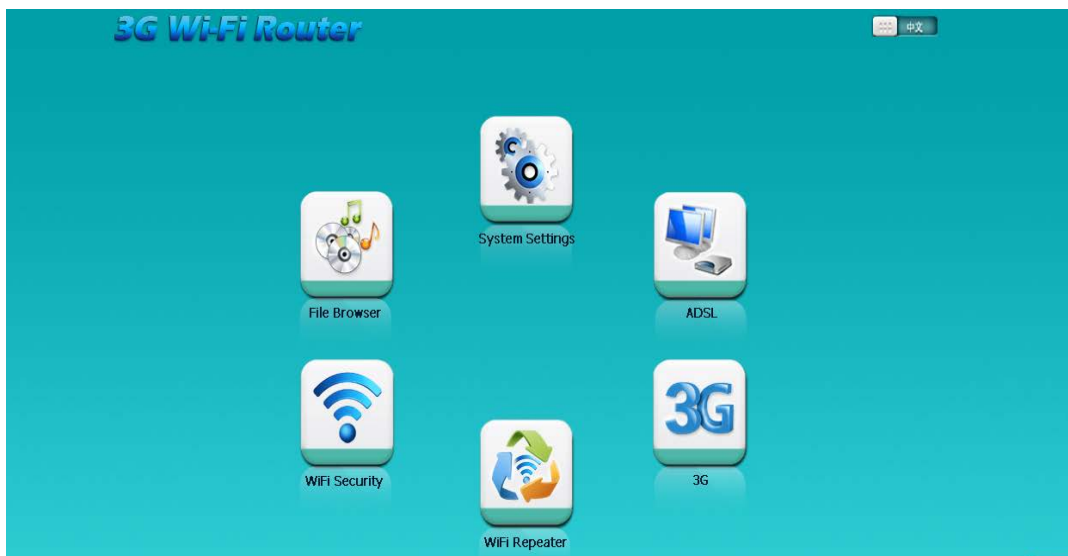 3G Wi-Fi Router
中文
System Settings
File Browser
ADSL
3G
WiFi Security
3G
WiFi Repeater